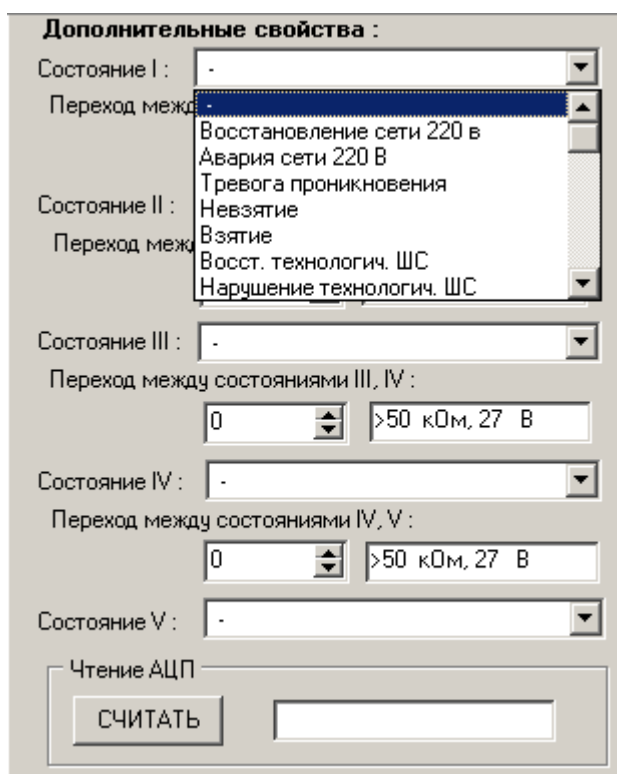 Дополнительные свойства :
Состояние I : -
Переход межд
-
Восстановление сети 220 в
Авария сети 220 В
Тревога проникновения
Невзятие
Взятие
Восст. технологич. ШС
Нарушение технологич. ШС
Состояние II :
Переход межд
Состояние III : -
Переход между состояниями III, IV :
0 >50 кОм, 27 В
Состояние IV : -
Переход между состояниями IV, V :
0 >50 кОм, 27 В
Состояние V : -
Чтение АЦП
СЧИТАТЬ